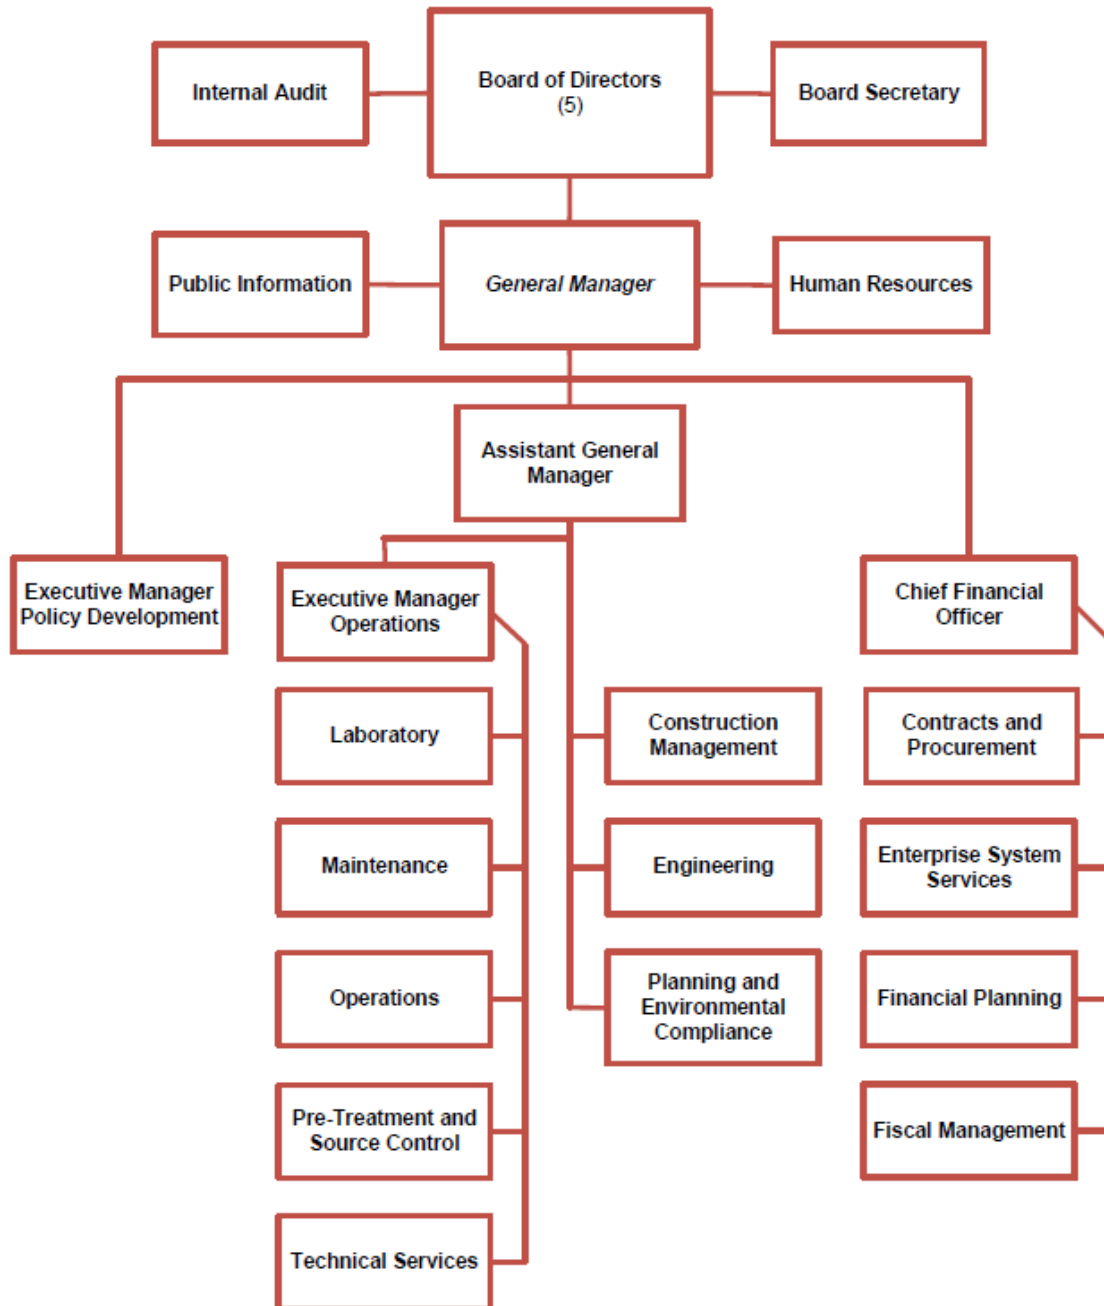 Internal Audit
Board of Directors
(5)
Board Secretary
Public Information
General Manager
Human Resources
Assistant General
Manager
Executive Manager
Policy Development
Executive Manager
Operations
Chief Financial
Officer
Laboratory
Construction
Management
Contracts and
Procurement
Maintenance
Engineering
Enterprise System
Services
Operations
Planning and
Environmental
Compliance
Financial Planning
Pre-Treatment and
Source Control
Fiscal Management
Technical Services